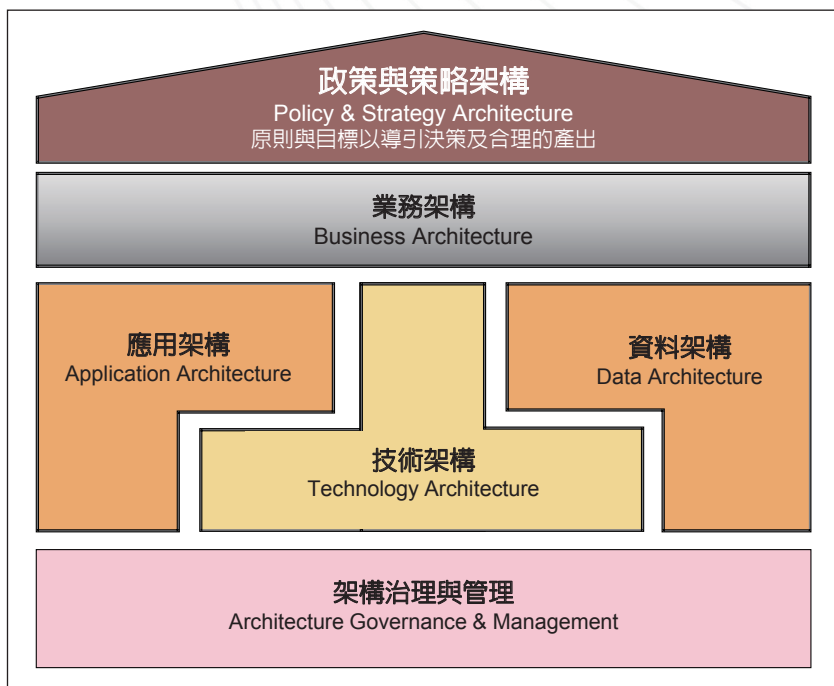 政策與策略架構
Policy & Strategy Architecture
原則與目標以導引決策及合理的產出
業務架構
Business Architecture
應用架構
Application Architecture
資料架構
Data Architecture
技術架構
Technology Architecture
架構治理與管理
Architecture Governance & Management